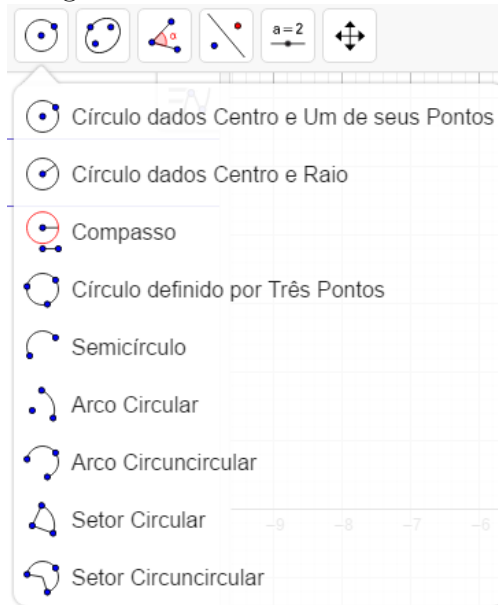 α
a=2
Círculo dados Centro e Um de seus Pontos
Círculo dados Centro e Raio
Compasso
Círculo definido por Três Pontos
Semicírculo
Arco Circular
Arco Circuncircular
Setor Circular
-9 -8 -7 -6
Setor Circuncircular